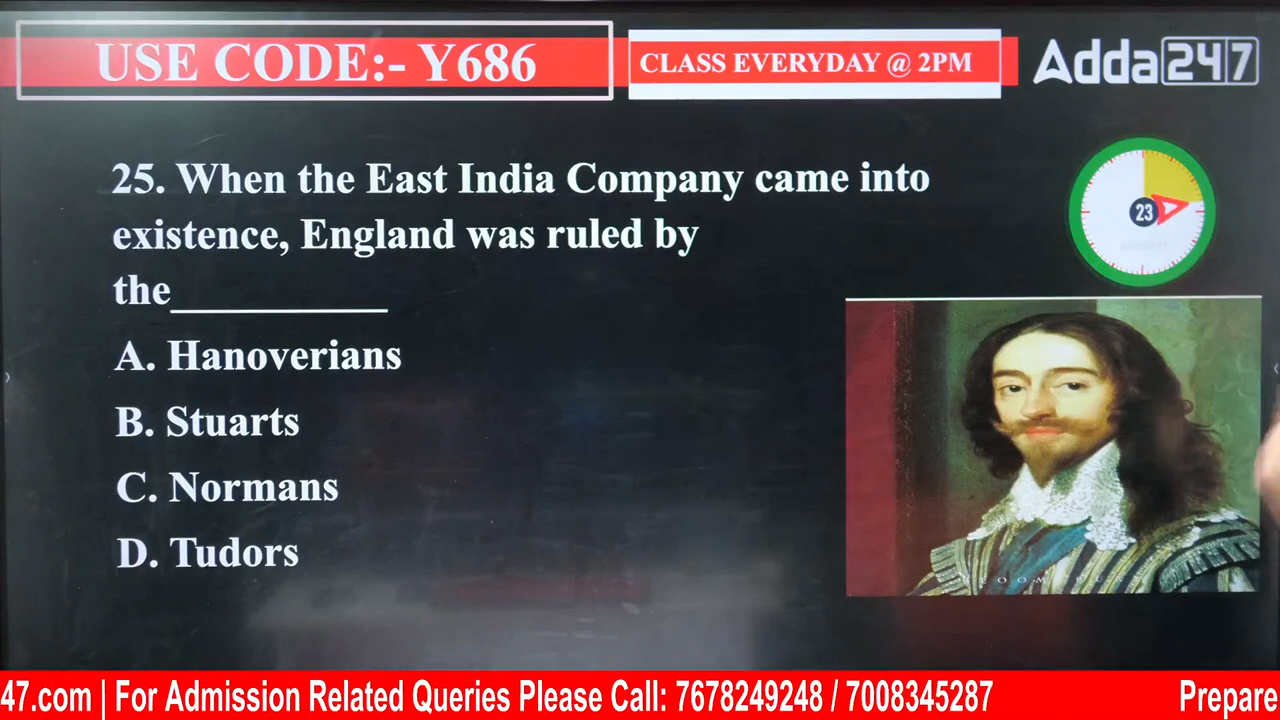 USE CODE:- Y686
CLASS EVERYDAY @ 2PM
Adda247
25. When the East India Company came into
existence, England was ruled by
the__________
23
A. Hanoverians
B. Stuarts
C. Normans
D. Tudors
47.com | For Admission Related Queries Please Call: 7678249248 / 7008345287 Prepare